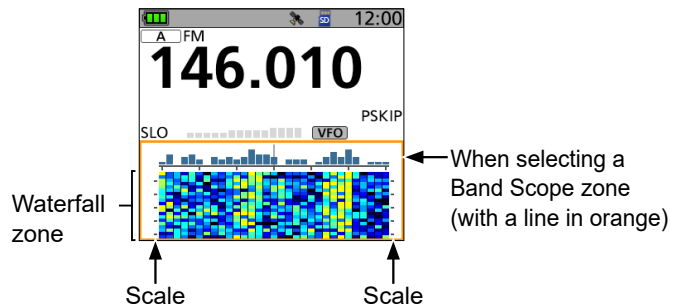 SD 12:00
A FM
146.010
PSKIP
SLO VFO
When selecting a
Band Scope zone
(with a line in orange)
Waterfall
zone
Scale Scale